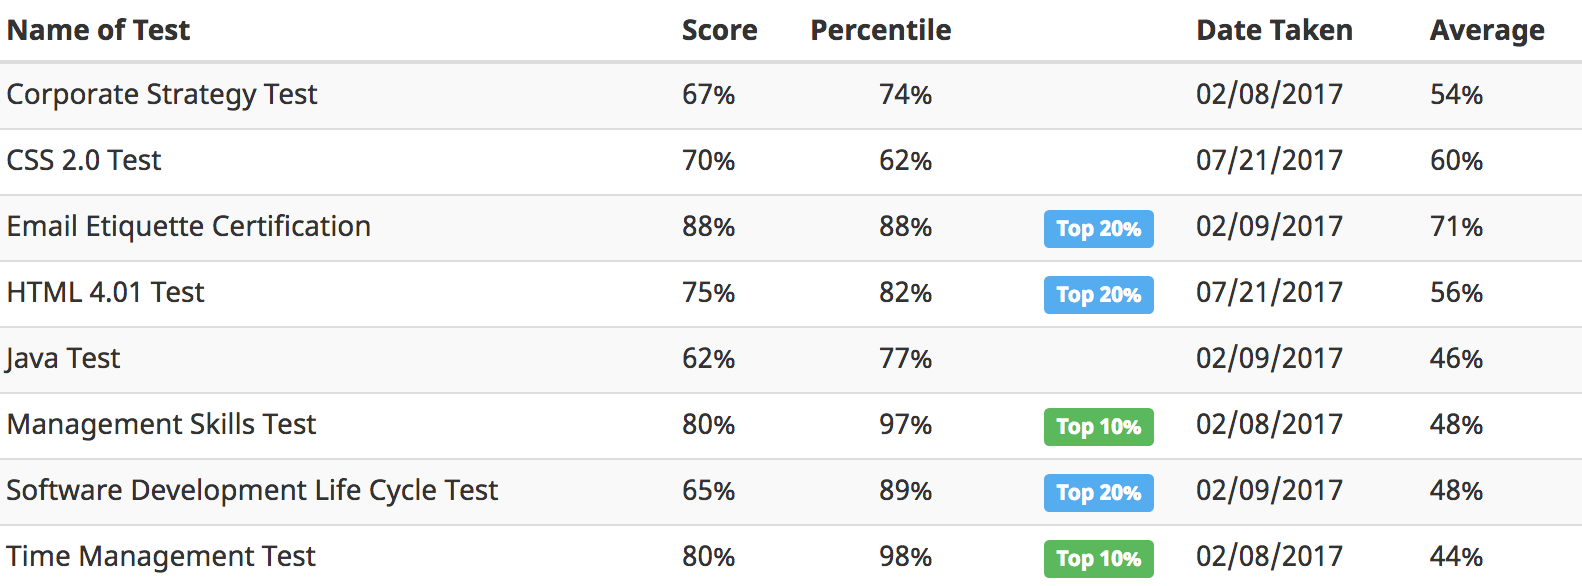 Name of Test Score Percentile Date Taken Average
Corporate Strategy Test 67% 74% 02/08/2017 54%
CSS 2.0 Test 70% 62% 07/21/2017 60%
Email Etiquette Certification 88% 88% Top 20% 02/09/2017 71%
HTML 4.01 Test 75% 82% Top 20% 07/21/2017 56%
Java Test 62% 77% 02/09/2017 46%
Management Skills Test 80% 97% Top 10% 02/08/2017 48%
Software Development Life Cycle Test 65% 89% Top 20% 02/09/2017 48%
Time Management Test 80% 98% Top 10% 02/08/2017 44%